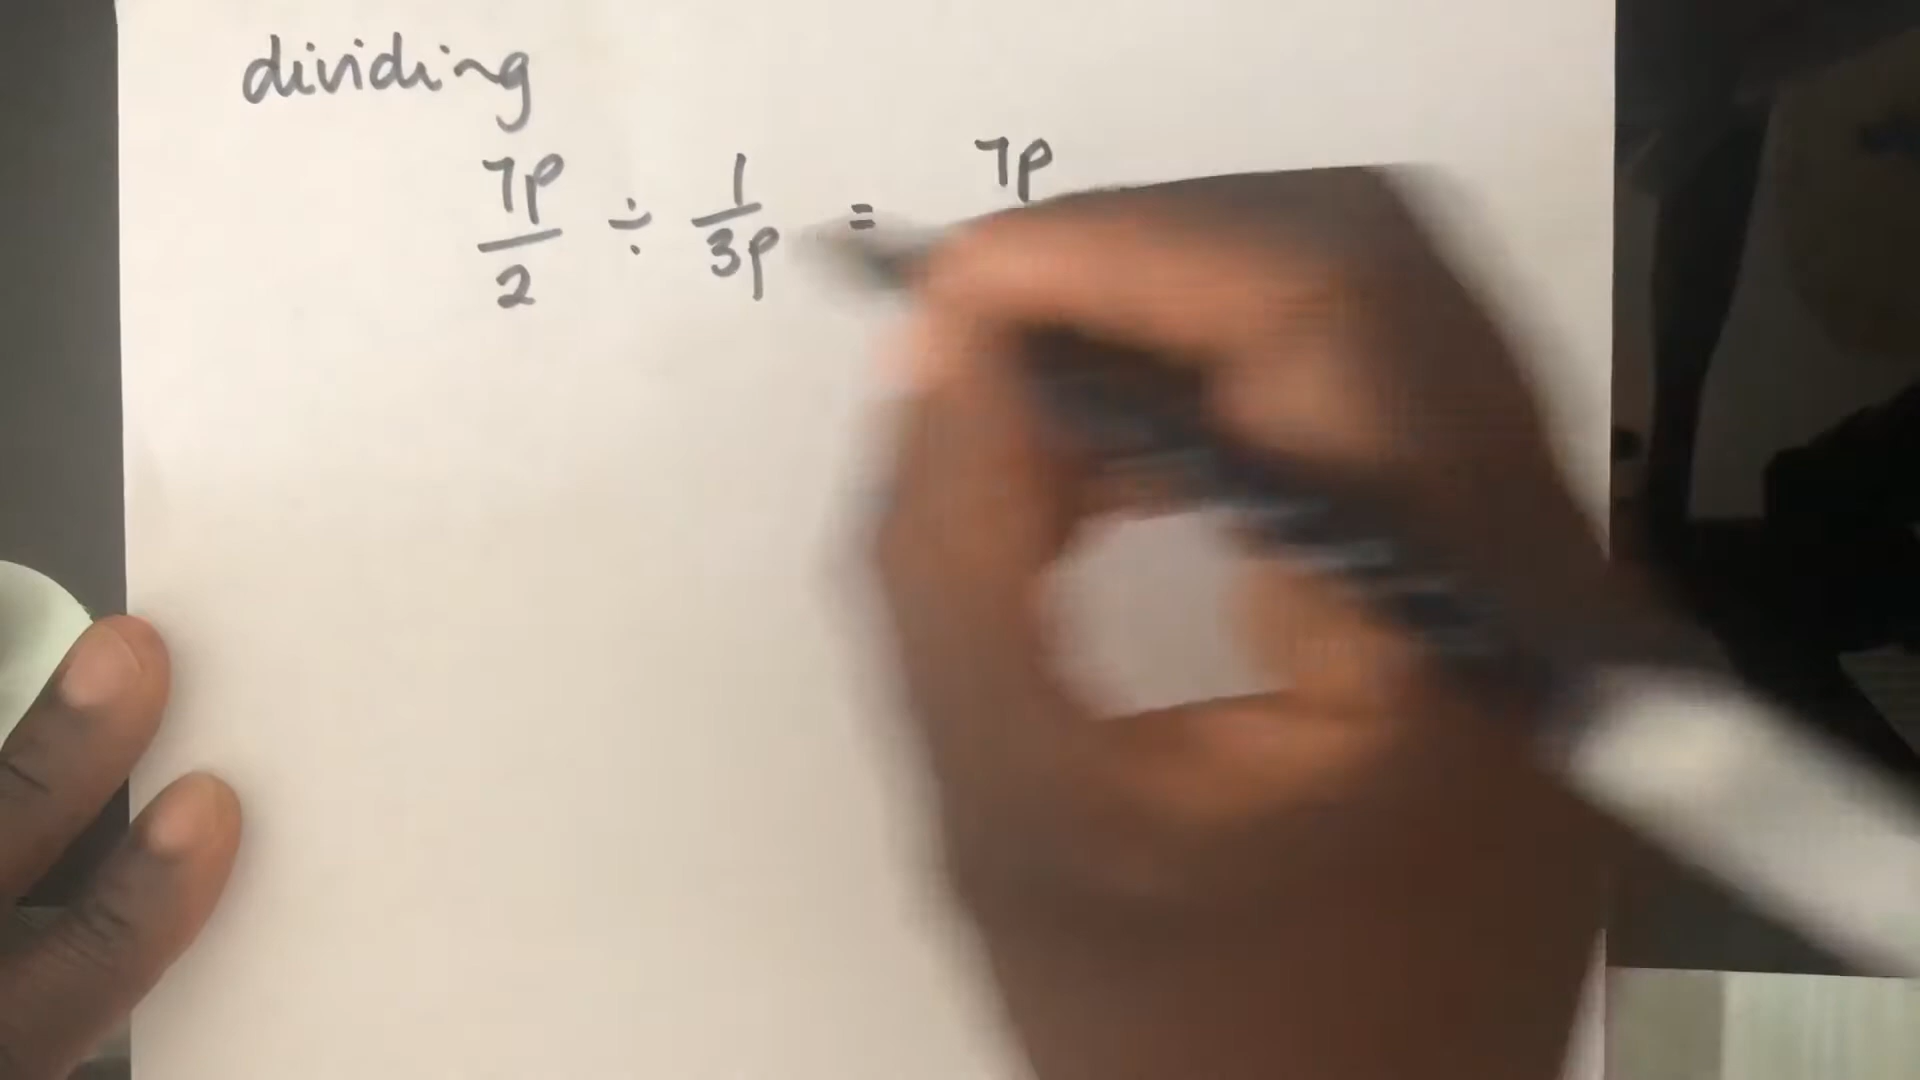 dividing
7p/2 ÷ 1/3p = 7p